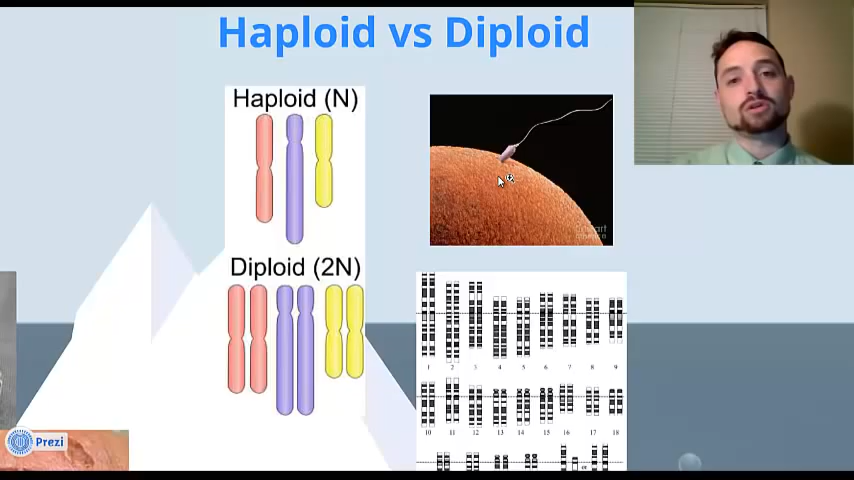 Haploid vs Diploid
Haploid (N)
Diploid (2N)
1 2 3 4 5 6 7 8 9
10 11 12 13 14 15 16 17 18
or
Prezi